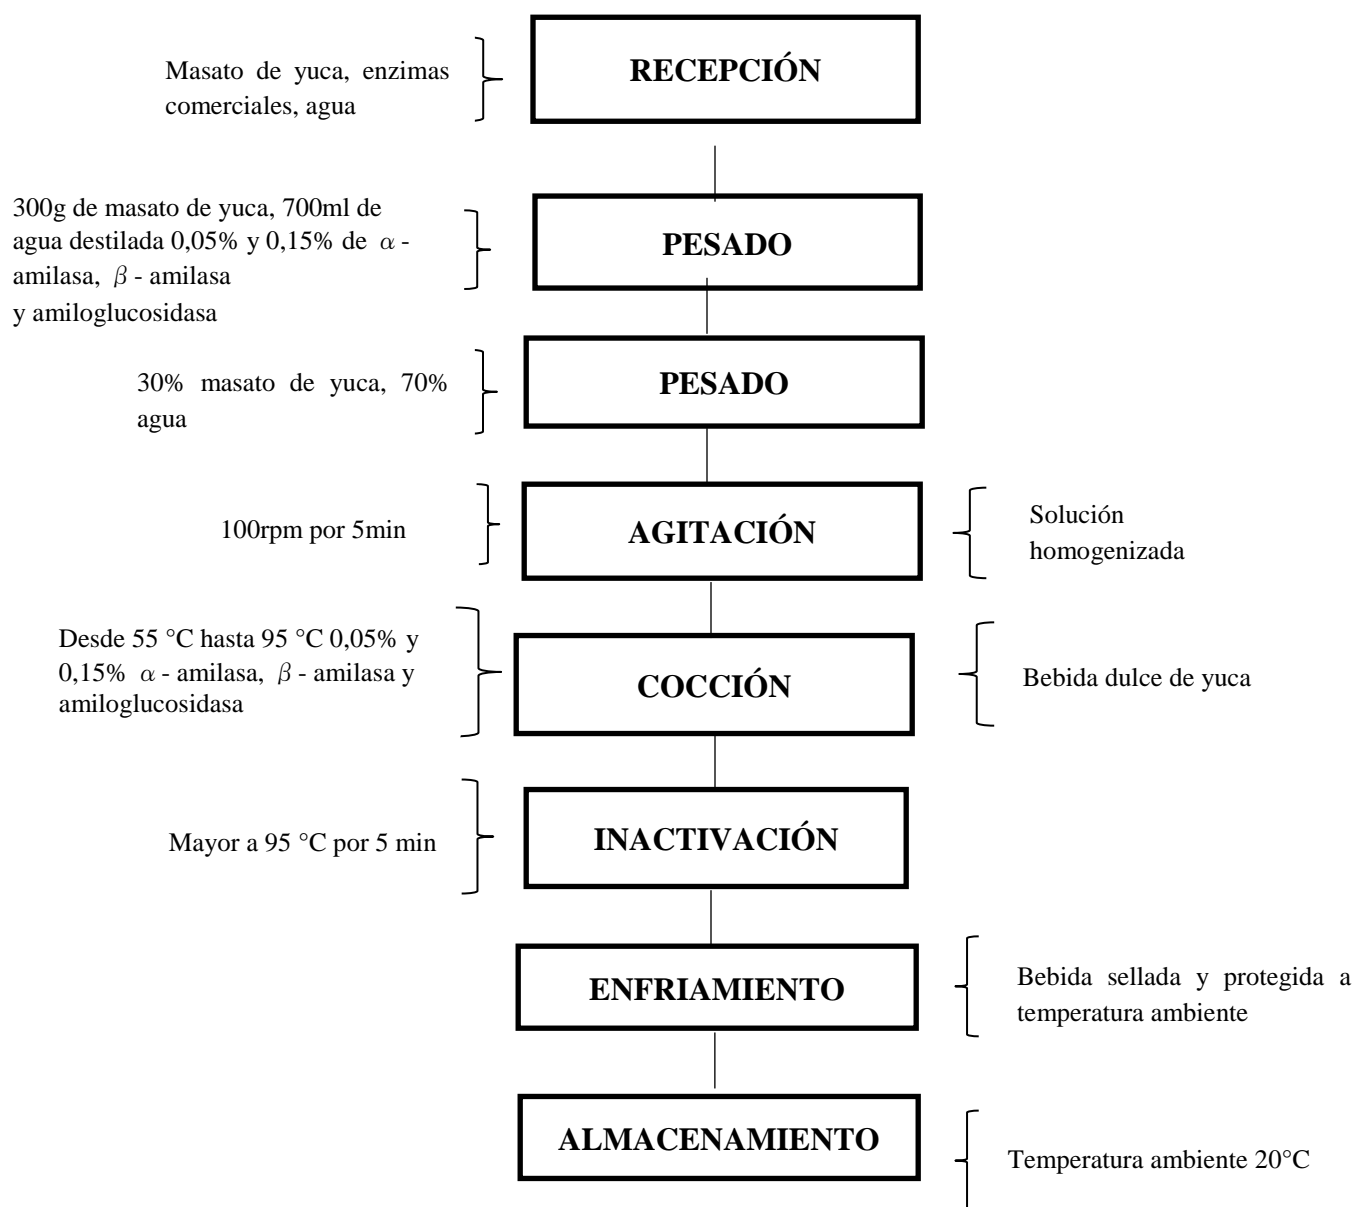 Masato de yuca, enzimas
comerciales, agua
RECEPCIÓN
300g de masato de yuca, 700ml de
agua destilada 0,05% y 0,15% de α -
amilasa, β - amilasa
y amiloglucosidasa
PESADO
30% masato de yuca, 70%
agua
PESADO
100rpm por 5min
AGITACIÓN
Solución
homogenizada
Desde 55 °C hasta 95 °C 0,05% y
0,15% α - amilasa, β - amilasa y
amiloglucosidasa
COCCIÓN
Bebida dulce de yuca
Mayor a 95 °C por 5 min
INACTIVACIÓN
ENFRIAMIENTO
Bebida sellada y protegida a
temperatura ambiente
ALMACENAMIENTO
Temperatura ambiente 20°C